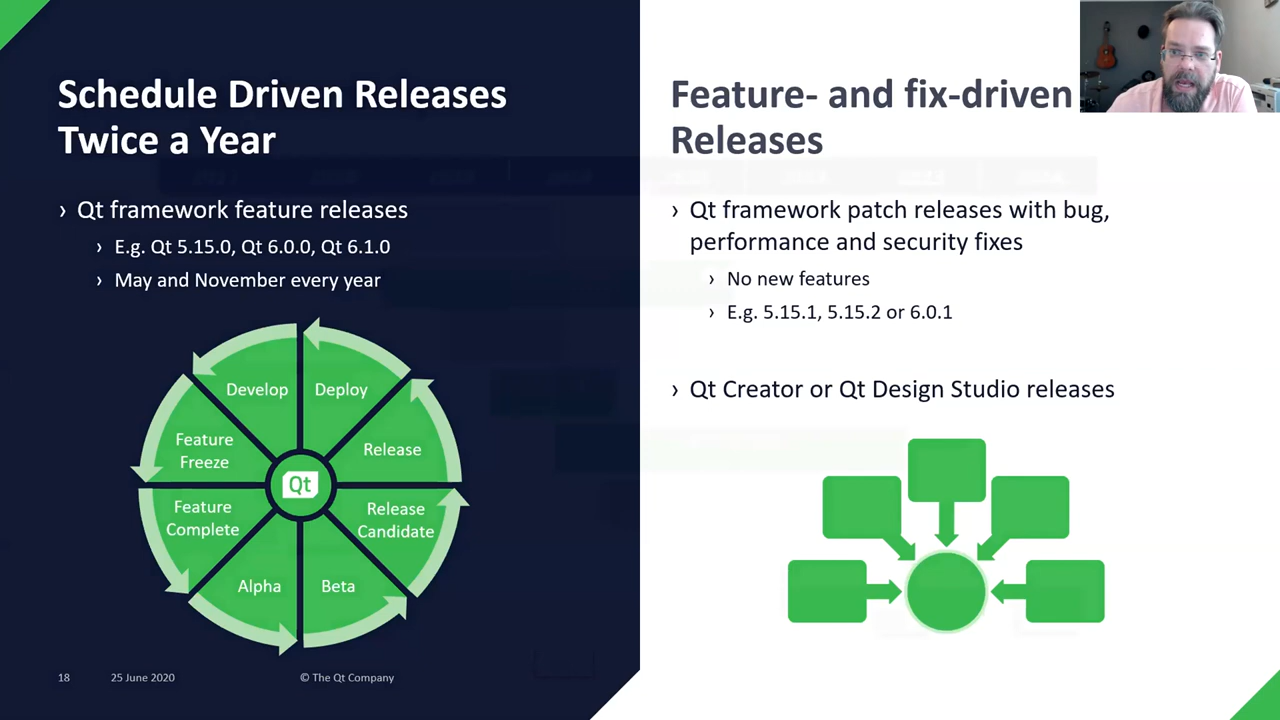 Schedule Driven Releases
Twice a Year
› Qt framework feature releases
› E.g. Qt 5.15.0, Qt 6.0.0, Qt 6.1.0
› May and November every year
Develop
Deploy
Feature
Freeze
Release
Qt
Feature
Complete
Release
Candidate
Alpha
Beta
18
25 June 2020
© The Qt Company
Feature- and fix-driven
Releases
› Qt framework patch releases with bug,
performance and security fixes
› No new features
› E.g. 5.15.1, 5.15.2 or 6.0.1
› Qt Creator or Qt Design Studio releases